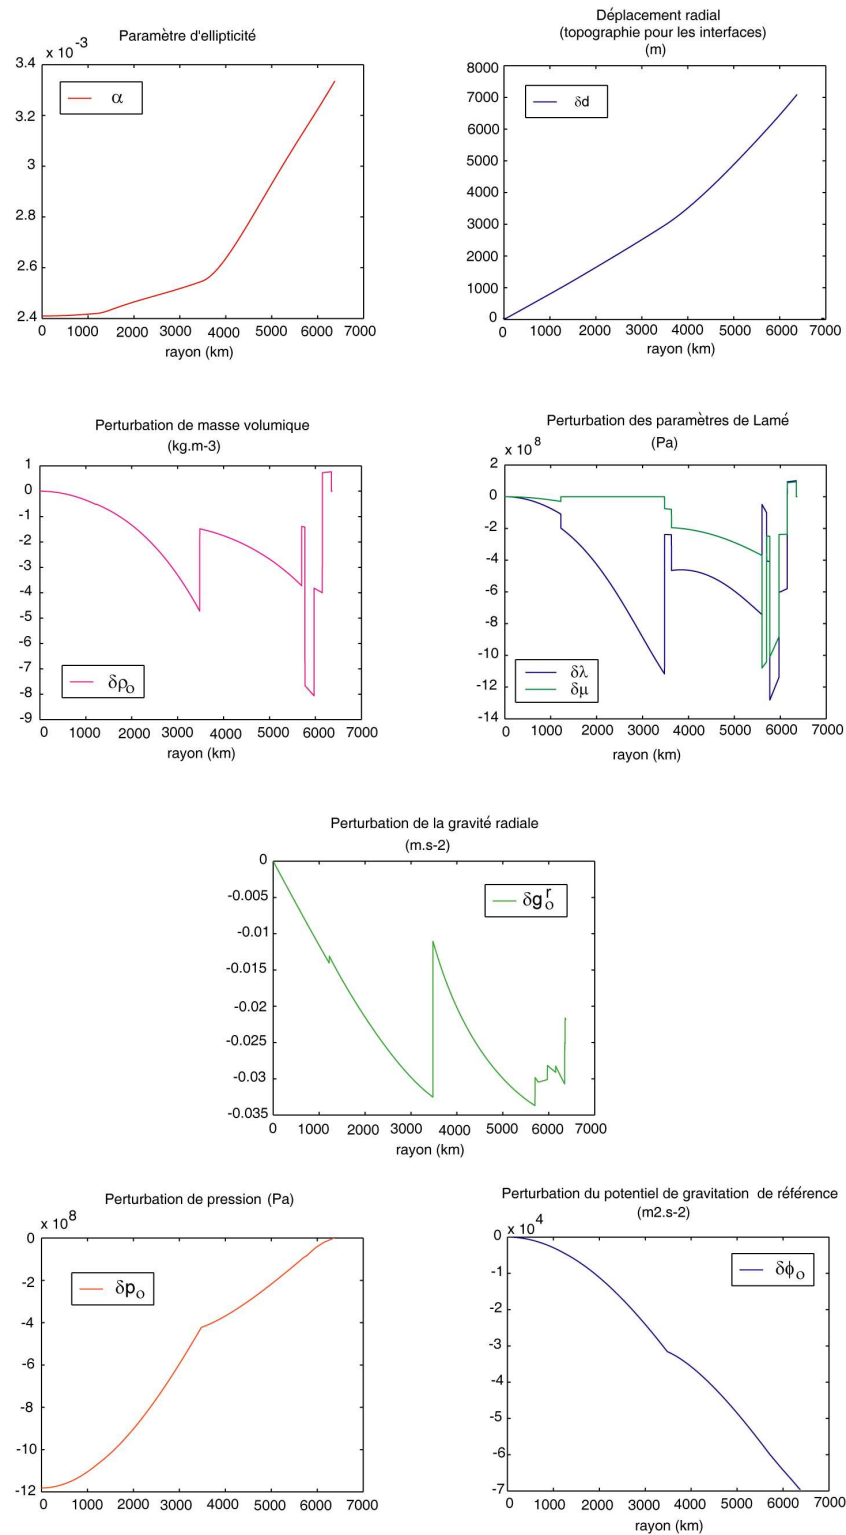 Paramètre d'ellipticité
x 10 -3
3.4
3.2
3
2.8
2.6
2.4
α
0 1000 2000 3000 4000 5000 6000 7000
rayon (km)
Déplacement radial
(topographie pour les interfaces)
(m)
8000
7000
6000
5000
4000
3000
2000
1000
0
δd
0 1000 2000 3000 4000 5000 6000 7000
rayon (km)
Perturbation de masse volumique
(kg.m-3)
1
0
-1
-2
-3
-4
-5
-6
-7
-8
-9
δρo
0 1000 2000 3000 4000 5000 6000 7000
rayon (km)
Perturbation des paramètres de Lamé
(Pa)
x 10 8
2
0
-2
-4
-6
-8
-10
-12
-14
δλ
δμ
0 1000 2000 3000 4000 5000 6000 7000
rayon (km)
Perturbation de la gravité radiale
(m.s-2)
0
-0.005
-0.01
-0.015
-0.02
-0.025
-0.03
-0.035
δg o r
0 1000 2000 3000 4000 5000 6000 7000
rayon (km)
Perturbation de pression (Pa)
x 10 8
0
-2
-4
-6
-8
-10
-12
δpo
0 1000 2000 3000 4000 5000 6000 7000
Perturbation du potentiel de gravitation de référence
(m2.s-2)
x 10 4
0
-1
-2
-3
-4
-5
-6
-7
δϕo
0 1000 2000 3000 4000 5000 6000 7000
rayon (km)